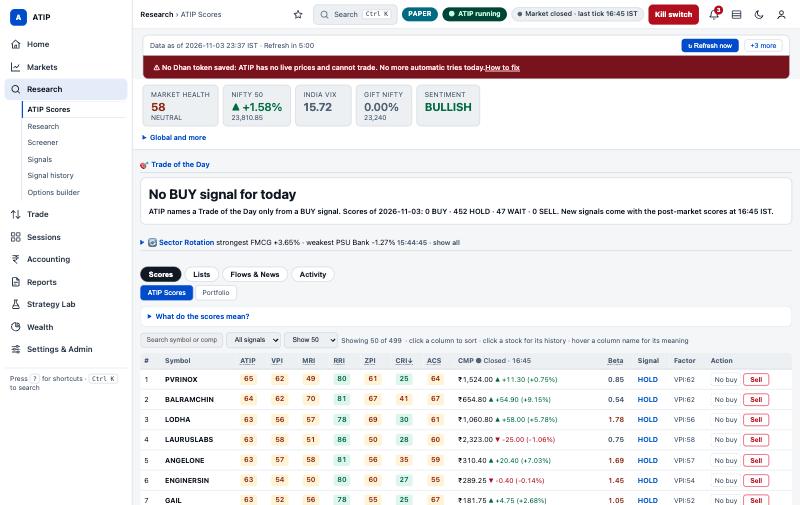 ATIP
Research › ATIP Scores
Search Ctrl K
PAPER
ATIP running
Market closed · last tick 16:45 IST
Kill switch
3
Home
Markets
Research
ATIP Scores
Research
Screener
Signals
Signal history
Options builder
Trade
Sessions
Accounting
Reports
Strategy Lab
Wealth
Settings & Admin
Press ? for shortcuts · Ctrl K
to search
Data as of 2026-11-03 23:37 IST · Refresh in 5:00
↻ Refresh now
+3 more
⚠ No Dhan token saved: ATIP has no live prices and cannot trade. No more automatic tries today. How to fix
MARKET HEALTH
58
NEUTRAL
NIFTY 50
▲ +1.58%
23,810.85
INDIA VIX
15.72
GIFT NIFTY
0.00%
23,240
SENTIMENT
BULLISH
▶ Global and more
🎯 Trade of the Day
No BUY signal for today
ATIP names a Trade of the Day only from a BUY signal. Scores of 2026-11-03: 0 BUY · 452 HOLD · 47 WAIT · 0 SELL. New signals come with the post-market scores at 16:45 IST.
▶ Sector Rotation strongest FMCG +3.65% · weakest PSU Bank -1.27% 15:44:45 · show all
Scores Lists Flows & News Activity
ATIP Scores Portfolio
▶ What do the scores mean?
Search symbol or comp All signals Show 50 Showing 50 of 499 · click a column to sort · click a stock for its history · hover a column name for its meaning
# Symbol ATIP VPI MRI RRI ZPI CRI↓ ACS CMP ● Closed · 16:45 Beta Signal Factor Action
1 PVRINOX 65 62 49 80 61 25 64 ₹1,524.00 ▲ +11.30 (+0.75%) 0.85 HOLD VPI:62 No buy Sell
2 BALRAMCHIN 64 62 70 81 67 41 67 ₹654.80 ▲ +54.90 (+9.15%) 0.54 HOLD VPI:62 No buy Sell
3 LODHA 63 56 57 78 69 30 61 ₹1,060.80 ▲ +58.00 (+5.78%) 1.78 HOLD VPI:56 No buy Sell
4 LAURUSLABS 63 58 51 86 50 28 60 ₹2,323.00 ▼ -25.00 (-1.06%) 0.75 HOLD VPI:58 No buy Sell
5 ANGELONE 63 57 58 81 56 35 59 ₹310.40 ▲ +20.40 (+7.03%) 1.69 HOLD VPI:57 No buy Sell
6 ENGINERSIN 63 54 50 80 60 27 55 ₹289.25 ▼ -0.40 (-0.14%) 1.45 HOLD VPI:54 No buy Sell
7 GAIL 63 52 56 78 55 25 67 ₹181.75 ▲ +4.75 (+2.68%) 1.05 HOLD VPI:52 No buy Sell